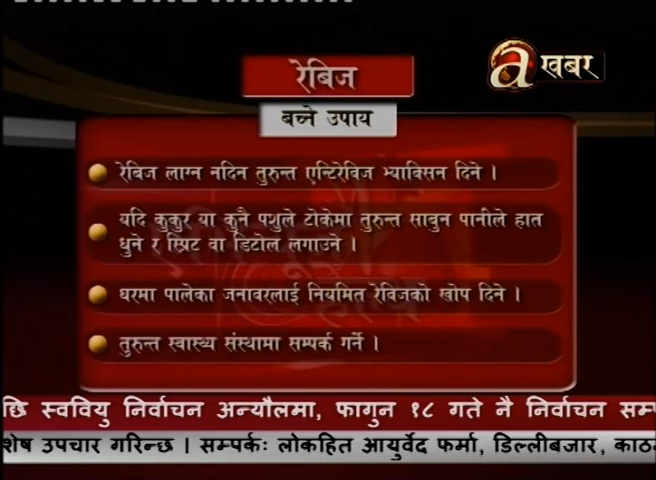 रेबिज
a खबर
बच्ने उपाय
रेबिज लाग्न नदिन तुरुन्त एन्टिरेबिज भ्याक्सिन दिने ।
यदि कुकुर या कुनै पशुले टोकेमा तुरुन्त साबुन पानीले हात
धुने र स्प्रिट वा डिटोल लगाउने ।
घरमा पालेका जनावरलाई नियमित रेबिजको खोप दिने ।
तुरुन्त स्वास्थ्य संस्थामा सम्पर्क गर्ने ।
छि स्ववियु निर्वाचन अन्यौलमा, फागुन १८ गते नै निर्वाचन सम्प
शेष उपचार गरिन्छ । सम्पर्कः लोकहित आयुर्वेद फर्मा, डिल्लीबजार, काठ